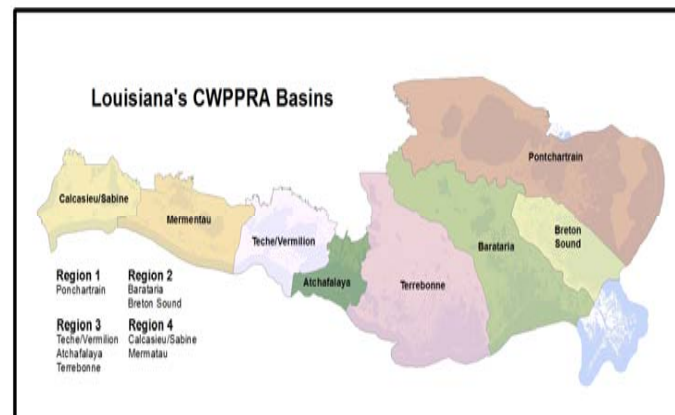 Louisiana's CWPPRA Basins
Pontchartrain
Calcasieu/Sabine
Mermentau
Breton
Sound
Teche/Vermilion
Barataria
Atchafalaya
Terrebonne
Region 1
Ponchartrain
Region 2
Barataria
Breton Sound
Region 3
Teche/Vermilion
Atchafalaya
Terrebonne
Region 4
Calcasieu/Sabine
Mermatau